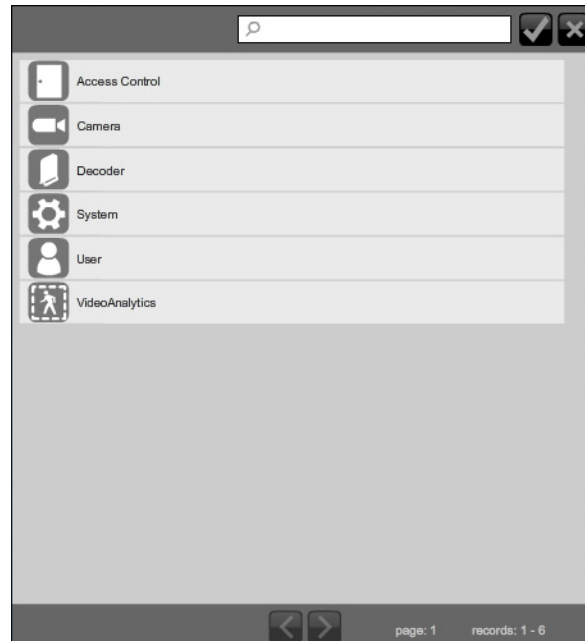 Access Control
Camera
Decoder
System
User
VideoAnalytics
page: 1 records: 1 - 6